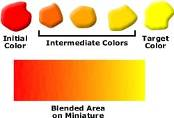 Initial Color
Intermediate Colors
Target Color
Blended Area
on Miniature